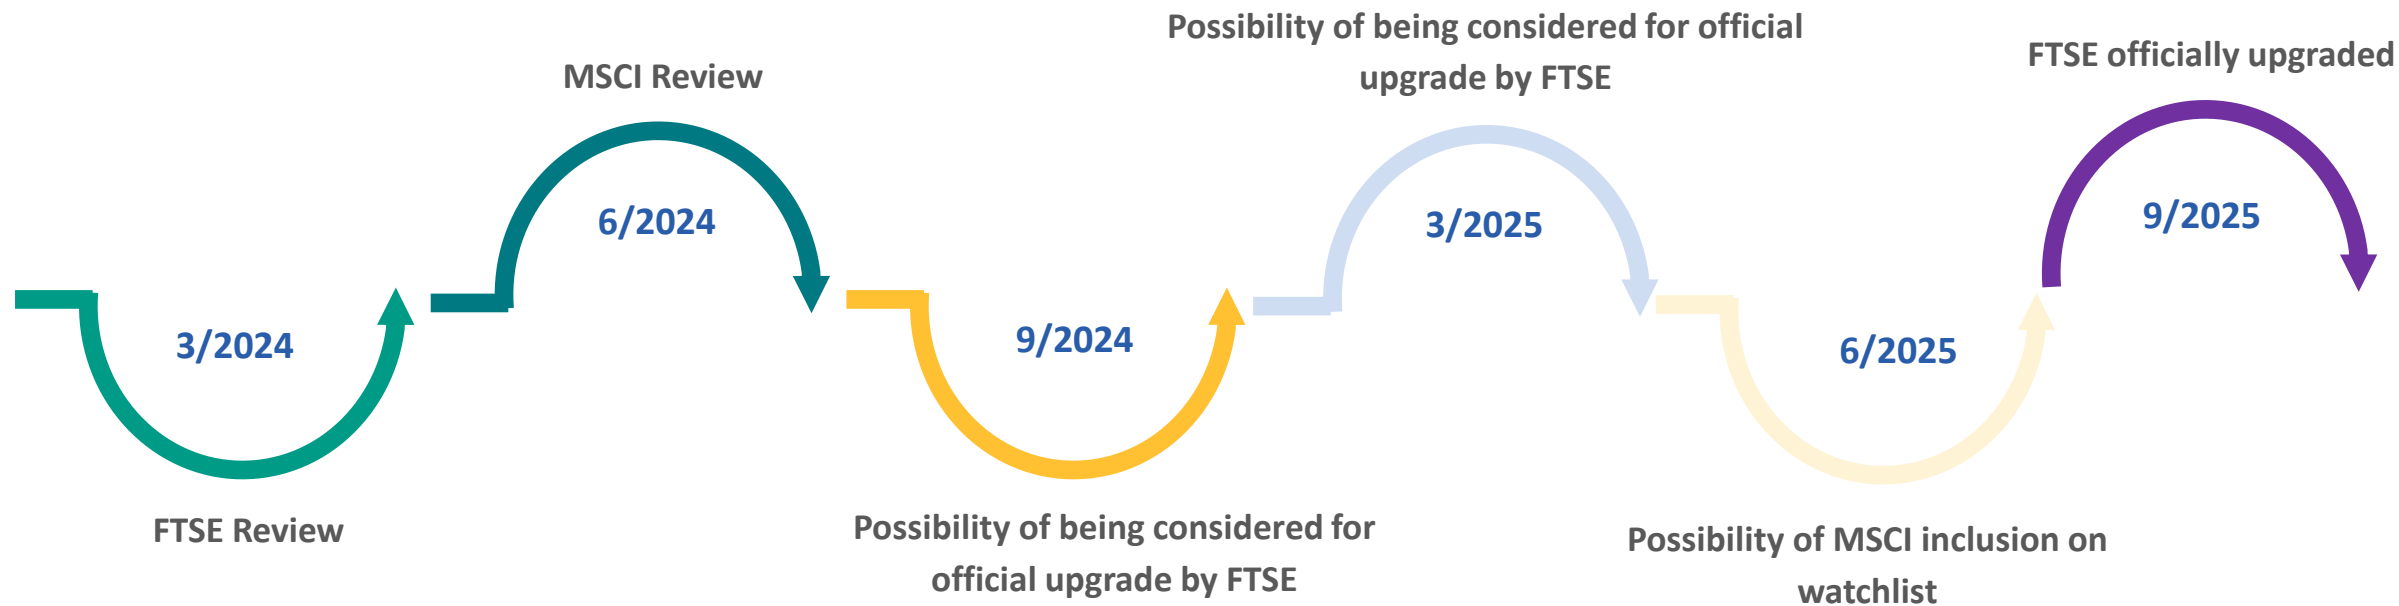 3/2024
FTSE Review
MSCI Review
6/2024
9/2024
Possibility of being considered for
official upgrade by FTSE
Possibility of being considered for official
upgrade by FTSE
3/2025
6/2025
Possibility of MSCI inclusion on
watchlist
FTSE officially upgraded
9/2025